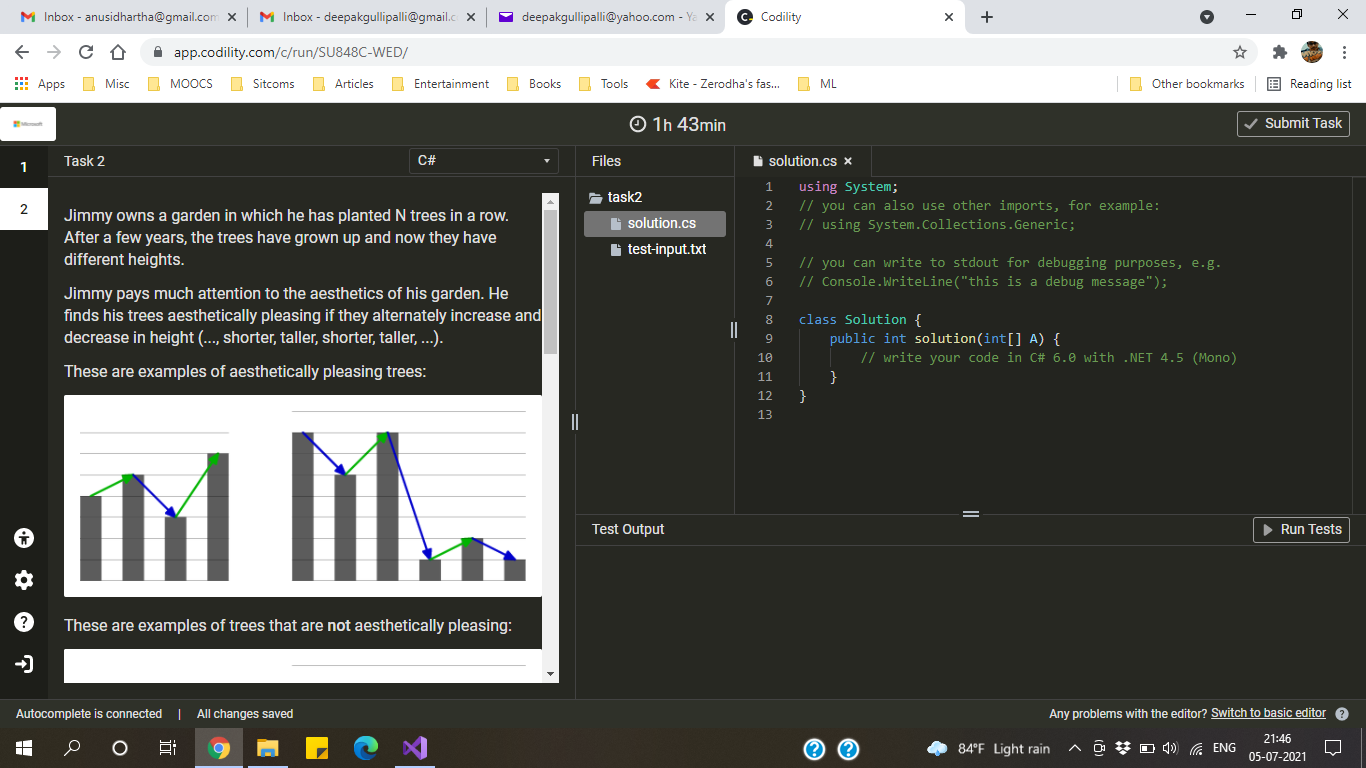 Inbox - anusidhartha@gmail.com
Inbox - deepakgullipalli@gmail.c
deepakgullipalli@yahoo.com - Ya
Codility
app.codility.com/c/run/SU848C-WED/
Apps
Misc
MOOCS
Sitcoms
Articles
Entertainment
Books
Tools
Kite - Zerodha's fas...
ML
Other bookmarks
Reading list
Microsoft
1h 43min
Submit Task
1
2
Task 2
C#
Jimmy owns a garden in which he has planted N trees in a row.
After a few years, the trees have grown up and now they have
different heights.
Jimmy pays much attention to the aesthetics of his garden. He
finds his trees aesthetically pleasing if they alternately increase and
decrease in height (..., shorter, taller, shorter, taller, ...).
These are examples of aesthetically pleasing trees:
These are examples of trees that are not aesthetically pleasing:
Files
task2
solution.cs
test-input.txt
solution.cs
1 using System;
2 // you can also use other imports, for example:
3 // using System.Collections.Generic;
4
5 // you can write to stdout for debugging purposes, e.g.
6 // Console.WriteLine("this is a debug message");
7
8 class Solution {
9 public int solution(int[] A) {
10 // write your code in C# 6.0 with .NET 4.5 (Mono)
11 }
12 }
13
Test Output
Run Tests
Autocomplete is connected | All changes saved
Any problems with the editor? Switch to basic editor
84°F Light rain
ENG
21:46
05-07-2021